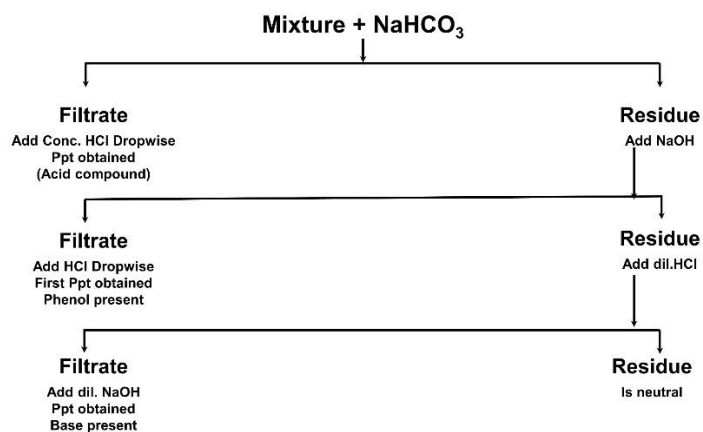 Mixture + NaHCO₃
Filtrate
Add Conc. HCl Dropwise
Ppt obtained
(Acid compound)
Residue
Add NaOH
Filtrate
Add HCl Dropwise
First Ppt obtained
Phenol present
Residue
Add dil.HCl
Filtrate
Add dil. NaOH
Ppt obtained
Base present
Residue
Is neutral